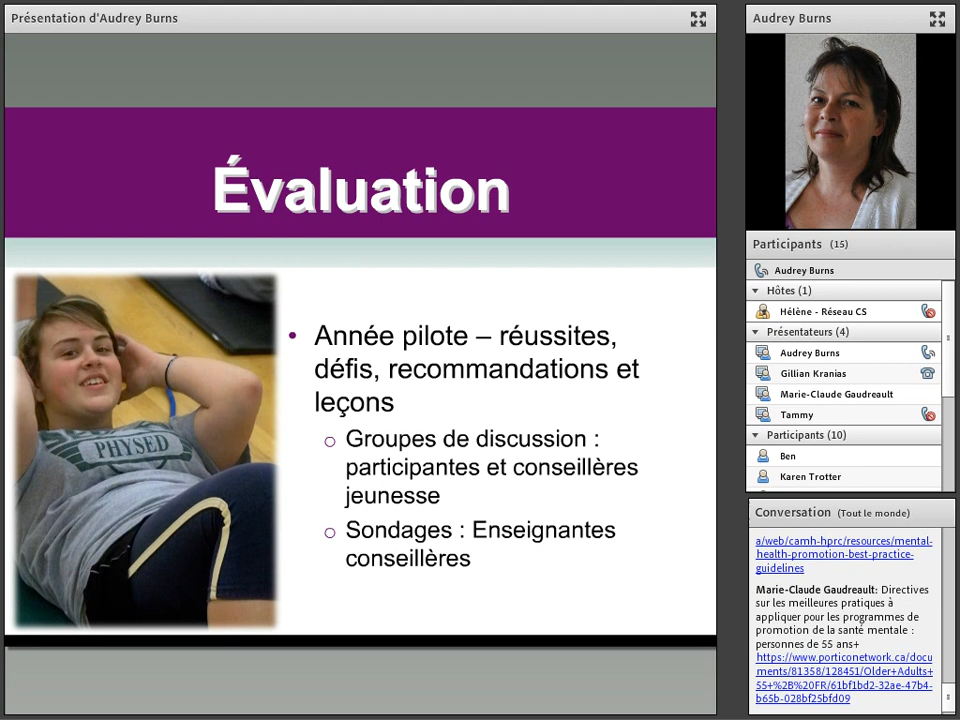 Présentation d'Audrey Burns
Évaluation
PHYSED
• Année pilote – réussites,
défis, recommandations et
leçons
o Groupes de discussion :
participantes et conseillères
jeunesse
o Sondages : Enseignantes
conseillères
Audrey Burns
Participants (15)
Audrey Burns
Hôtes (1)
Hélène - Réseau CS
Présentateurs (4)
Audrey Burns
Gillian Kranias
Marie-Claude Gaudreault
Tammy
Participants (10)
Ben
Karen Trotter
Conversation (Tout le monde)
a/web/camh-hprc/resources/mental-
health-promotion-best-practice-
guidelines
Marie-Claude Gaudreault: Directives
sur les meilleures pratiques à
appliquer pour les programmes de
promotion de la santé mentale :
personnes de 55 ans+
https://www.porticonetwork.ca/docu
ments/81358/128451/Older+Adults+
55+%2B%20FR/61bf1bd2-32ae-47b4-
b65b-028bf25bfd09